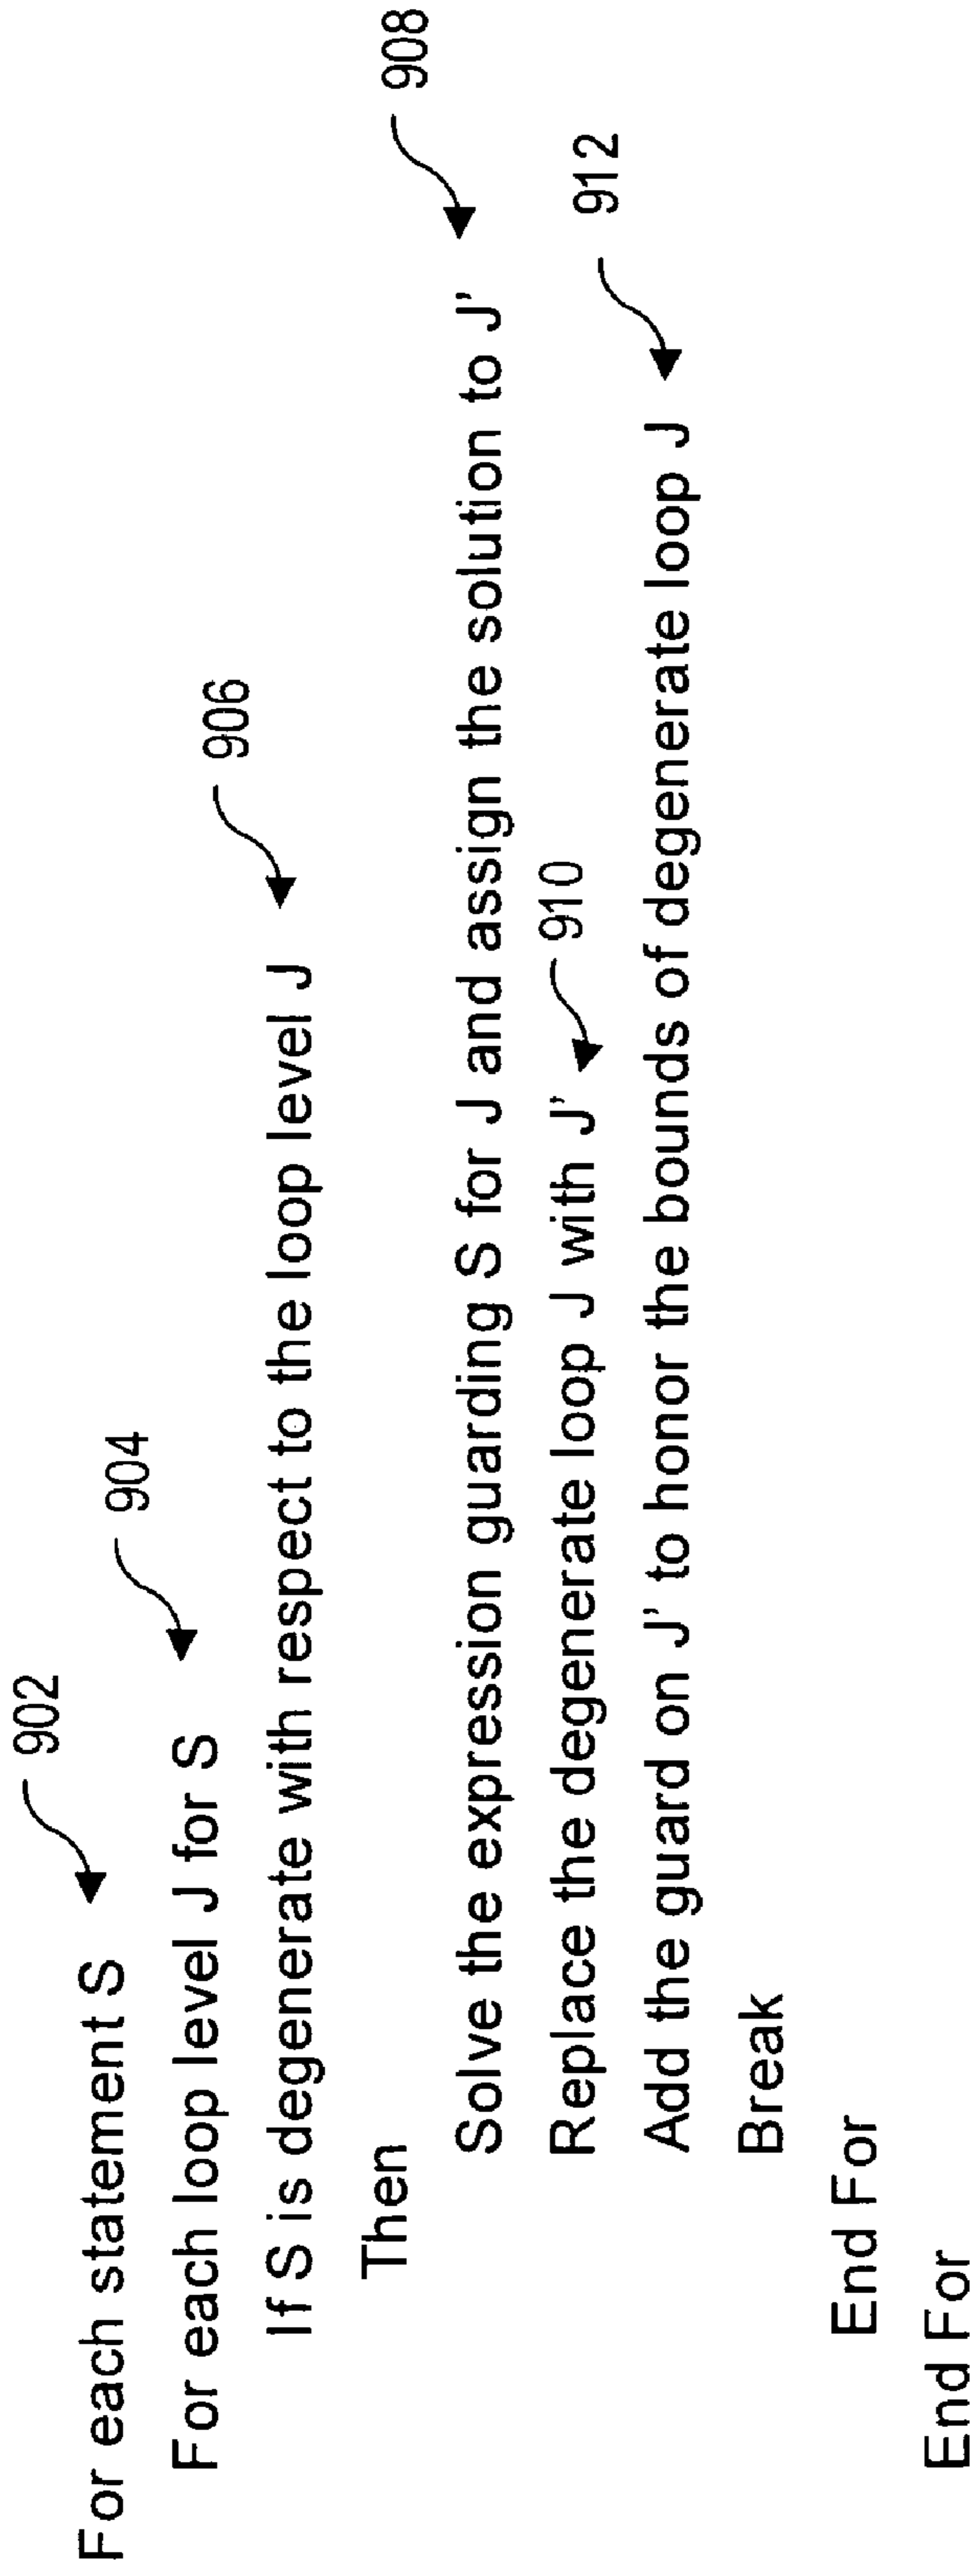 For each statement S 902
For each loop level J for S 904
If S is degenerate with respect to the loop level J 906
Then
Solve the expression guarding S for J and assign the solution to J' 908
Replace the degenerate loop J with J' 910
Add the guard on J' to honor the bounds of degenerate loop J 912
Break
End For
End For